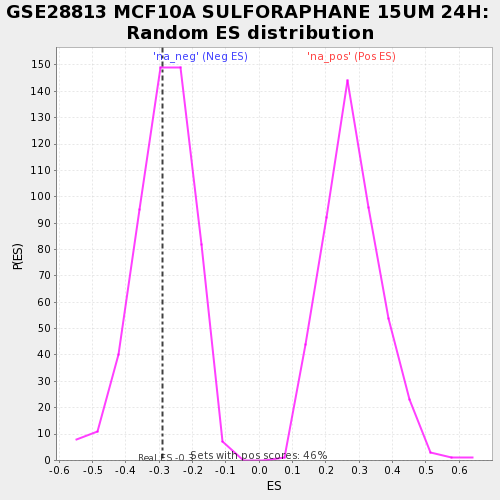 GSE28813 MCF10A SULFORAPHANE 15UM 24H:
Random ES distribution
'na_neg' (Neg ES) 'na_pos' (Pos ES)
150
140
130
120
110
100
90
80
70
60
50
40
30
20
10
0
P(ES)
Real ES -0. Sets with pos scores: 46%
-0.6 -0.5 -0.4 -0.3 -0.2 -0.1 0.0 0.1 0.2 0.3 0.4 0.5 0.6
ES